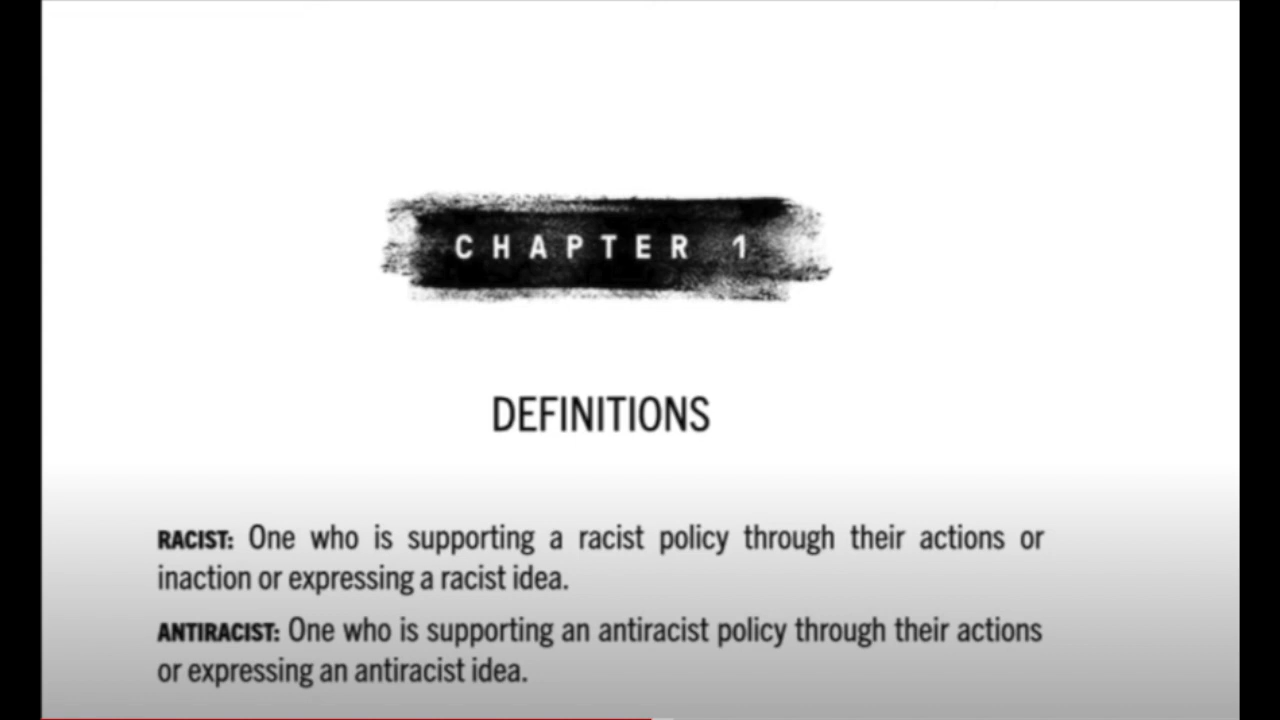 CHAPTER 1
DEFINITIONS
RACIST: One who is supporting a racist policy through their actions or
inaction or expressing a racist idea.
ANTIRACIST: One who is supporting an antiracist policy through their actions
or expressing an antiracist idea.